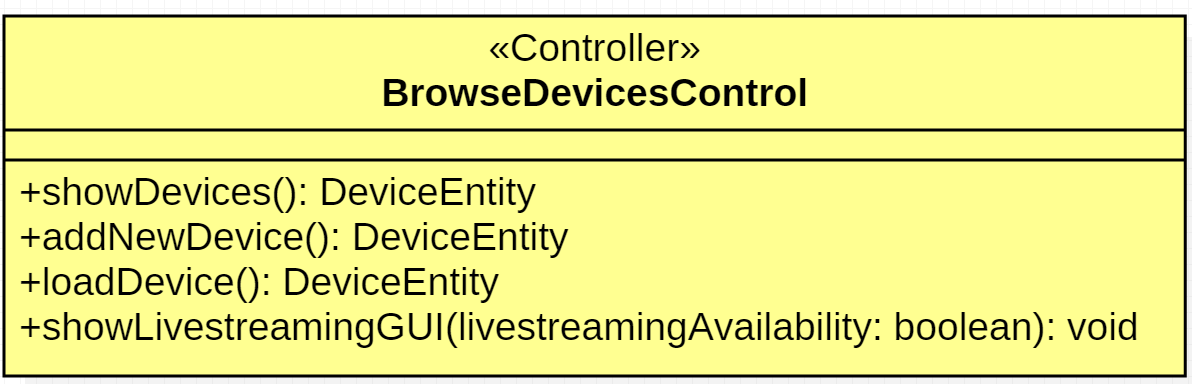 «Controller»
BrowseDevicesControl
+showDevices(): DeviceEntity
+addNewDevice(): DeviceEntity
+loadDevice(): DeviceEntity
+showLivestreamingGUI(livestreamingAvailability: boolean): void